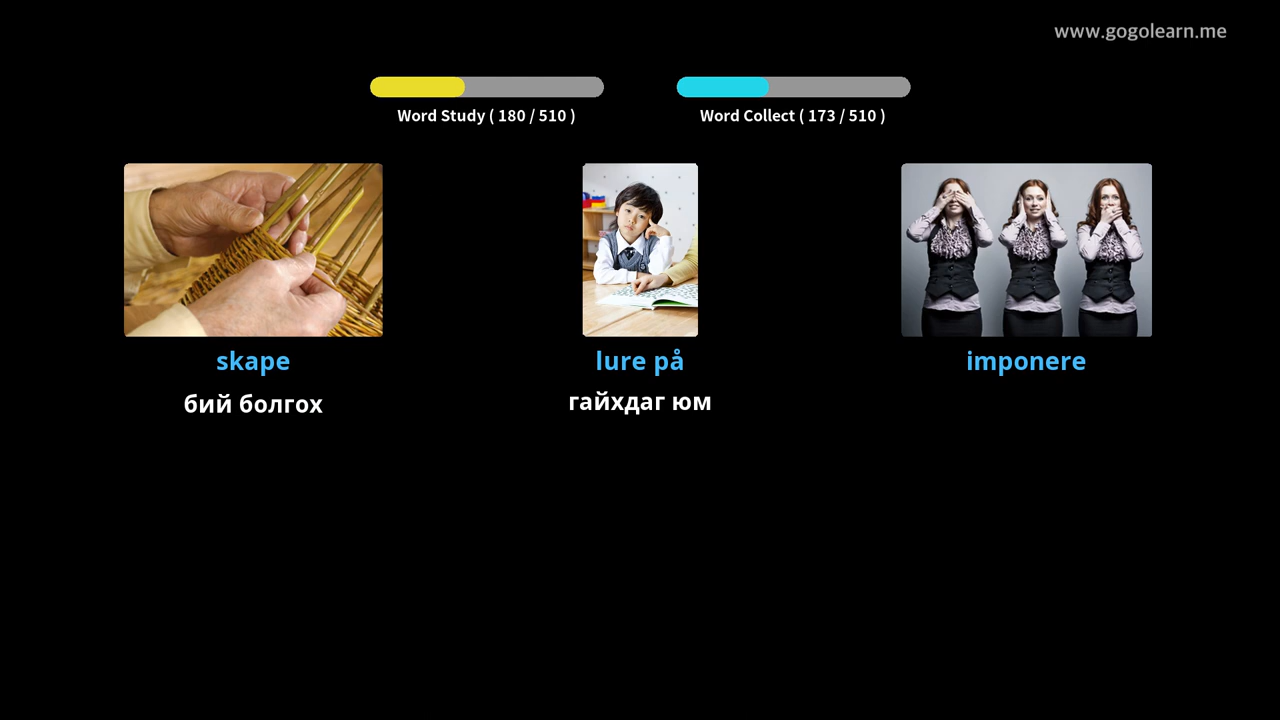 www.gogolearn.me
Word Study ( 180 / 510 )
Word Collect ( 173 / 510 )
skape
lure på
imponere
бий болгох
гайхдаг юм